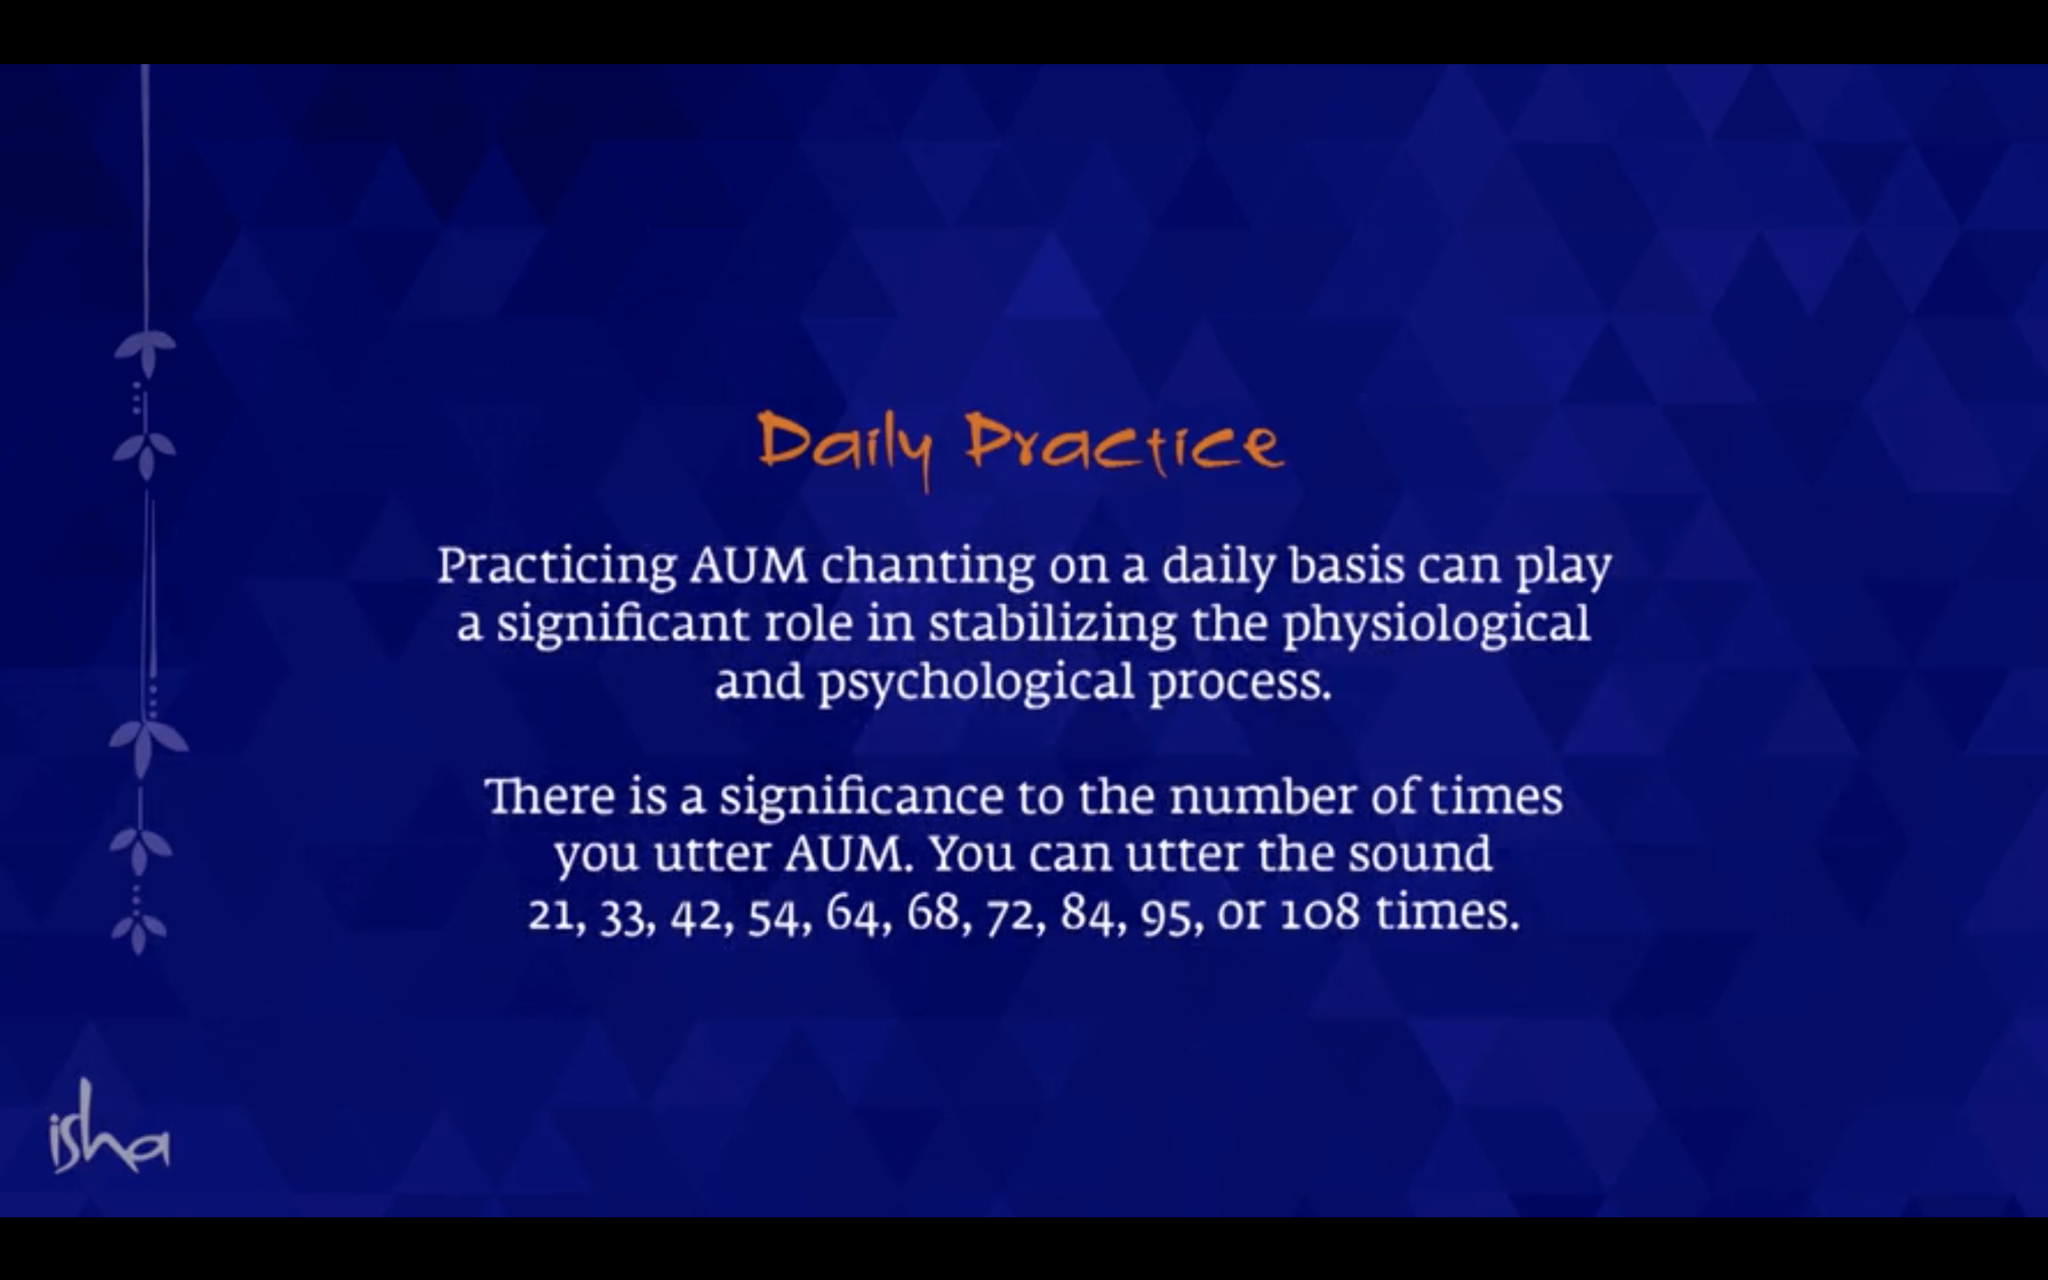 Daily Practice
Practicing AUM chanting on a daily basis can play
a significant role in stabilizing the physiological
and psychological process.
There is a significance to the number of times
you utter AUM. You can utter the sound
21, 33, 42, 54, 64, 68, 72, 84, 95, or 108 times.
isha